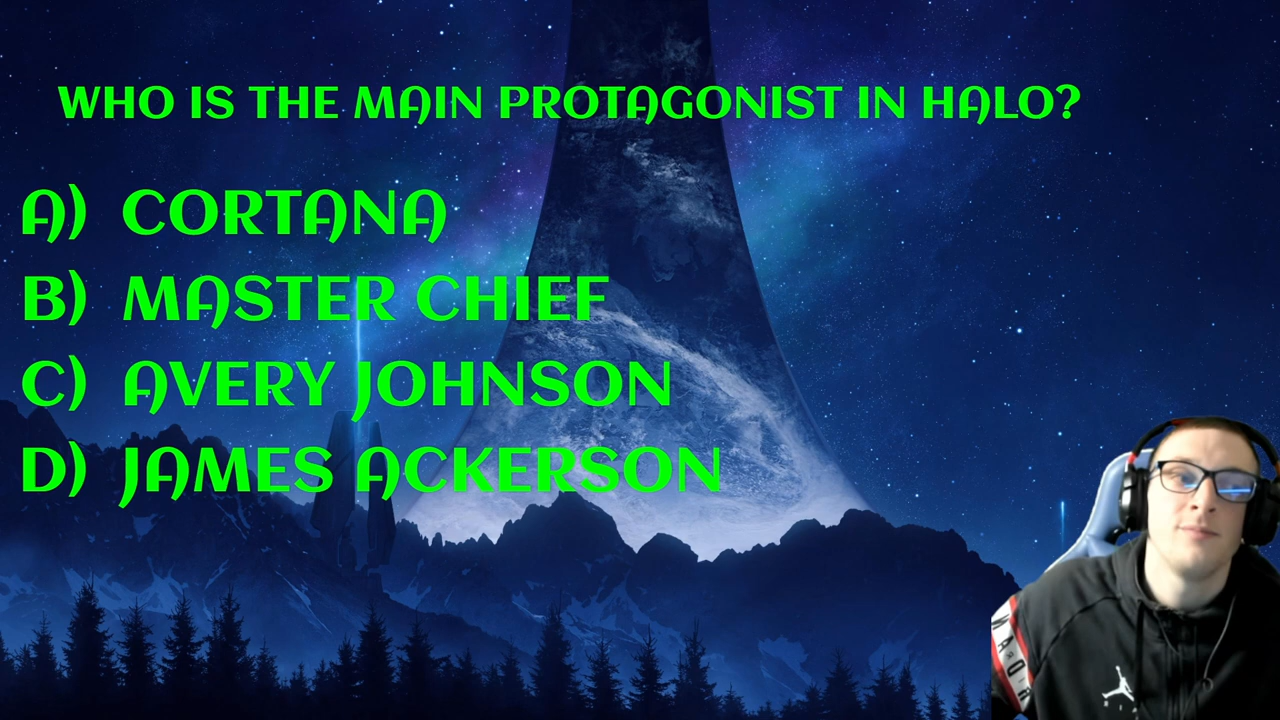 WHO IS THE MAIN PROTAGONIST IN HALO?
A) CORTANA
B) MASTER CHIEF
C) AVERY JOHNSON
D) JAMES ACKERSON